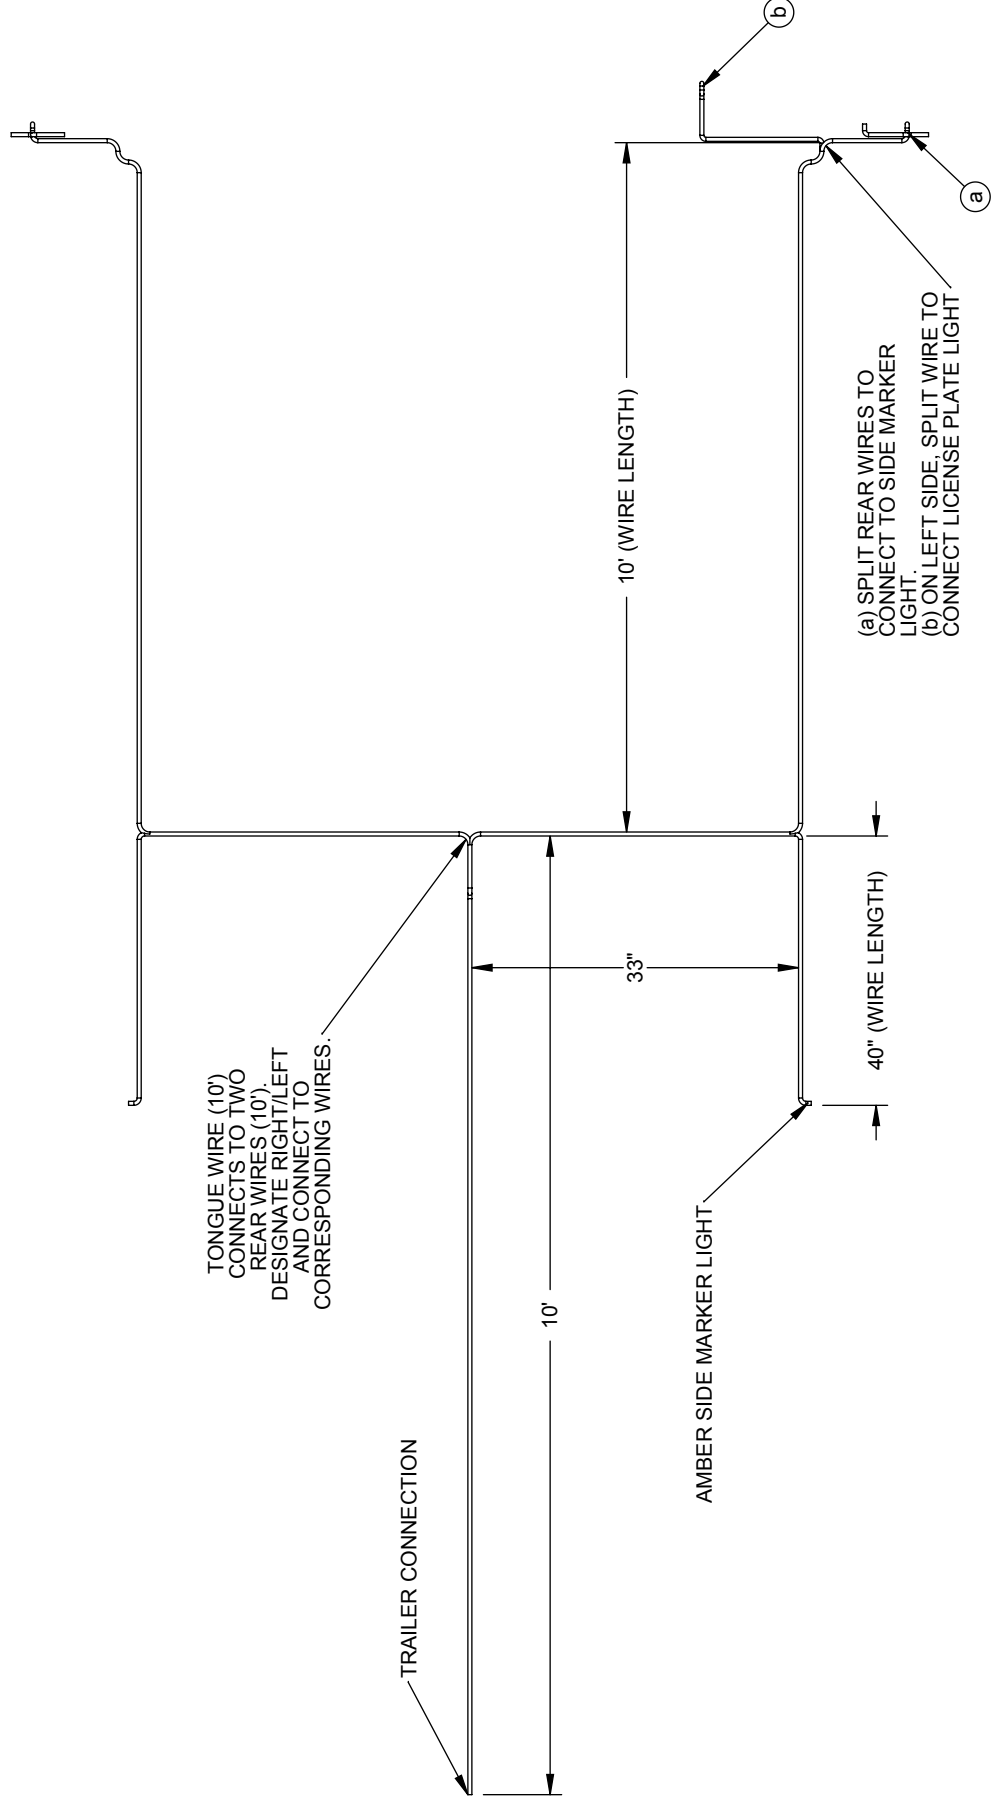 TRAILER CONNECTION
TONGUE WIRE (10')
CONNECTS TO TWO
REAR WIRES (10').
DESIGNATE RIGHT/LEFT
AND CONNECT TO
CORRESPONDING WIRES.
10'
33"
10' (WIRE LENGTH)
AMBER SIDE MARKER LIGHT
40" (WIRE LENGTH)
(a) SPLIT REAR WIRES TO
CONNECT TO SIDE MARKER
LIGHT.
(b) ON LEFT SIDE, SPLIT WIRE TO
CONNECT LICENSE PLATE LIGHT
b
a